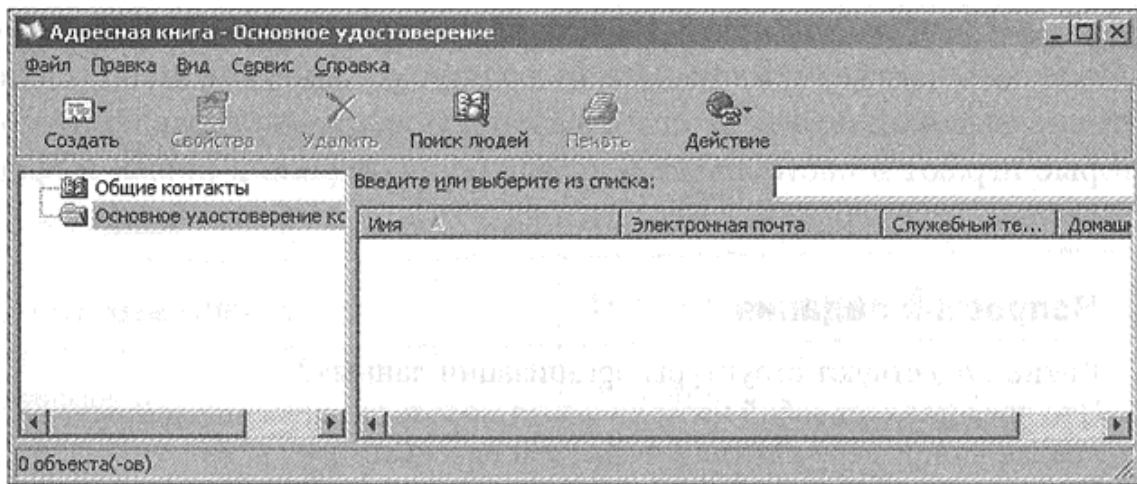 Адресная книга - Основное удостоверение
Файл Правка Вид Сервис Справка
Создать Свойства Удалить Поиск людей Печать Действие
Общие контакты
Основное удостоверение ко
Введите или выберите из списка:
Имя Электронная почта Служебный те... Домашн
0 объекта(-ов)